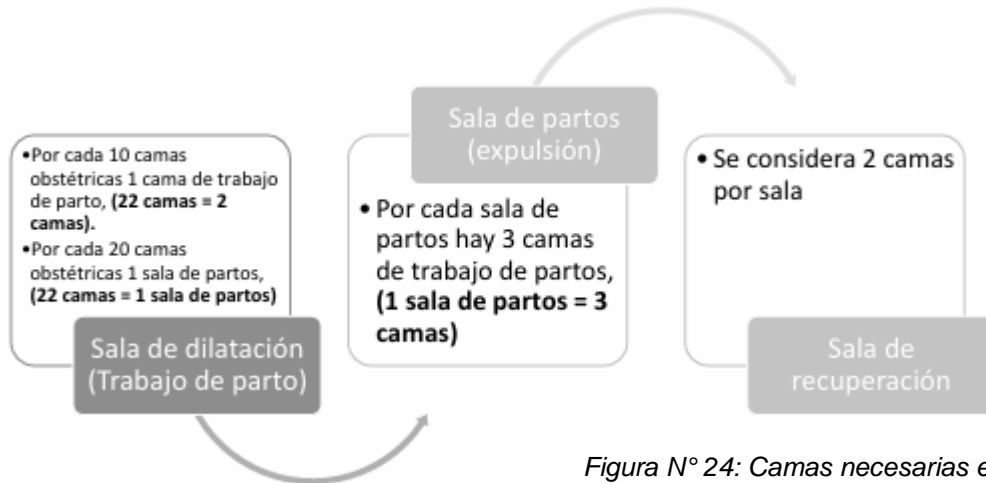 •Por cada 10 camas
obstétricas 1 cama de trabajo
de parto, (22 camas = 2
camas).
•Por cada 20 camas
obstétricas 1 sala de partos,
(22 camas = 1 sala de partos)
Sala de dilatación
(Trabajo de parto)
Sala de partos
(expulsión)
• Por cada sala de
partos hay 3 camas
de trabajo de partos,
(1 sala de partos = 3
camas)
• Se considera 2 camas
por sala
Sala de
recuperación
Figura N° 24: Camas necesarias e